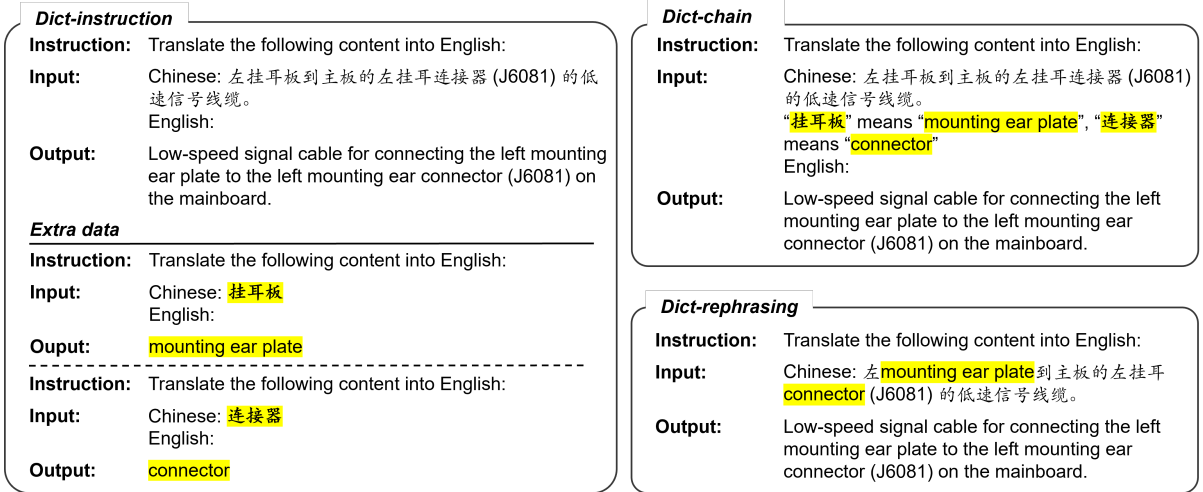 Dict-instruction
Instruction: Translate the following content into English:
Input: Chinese: 左挂耳板到主板的左挂耳连接器 (J6081) 的低
速信号线缆。
English:
Output: Low-speed signal cable for connecting the left mounting
ear plate to the left mounting ear connector (J6081) on
the mainboard.
Extra data
Instruction: Translate the following content into English:
Input: Chinese: 挂耳板
English:
Ouput: mounting ear plate
Instruction: Translate the following content into English:
Input: Chinese: 连接器
English:
Output: connector
Dict-chain
Instruction: Translate the following content into English:
Input: Chinese: 左挂耳板到主板的左挂耳连接器 (J6081)
的低速信号线缆。
“挂耳板” means “mounting ear plate”, “连接器”
means “connector”
English:
Output: Low-speed signal cable for connecting the left
mounting ear plate to the left mounting ear
connector (J6081) on the mainboard.
Dict-rephrasing
Instruction: Translate the following content into English:
Input: Chinese: 左mounting ear plate到主板的左挂耳
connector (J6081) 的低速信号线缆。
Output: Low-speed signal cable for connecting the left
mounting ear plate to the left mounting ear
connector (J6081) on the mainboard.